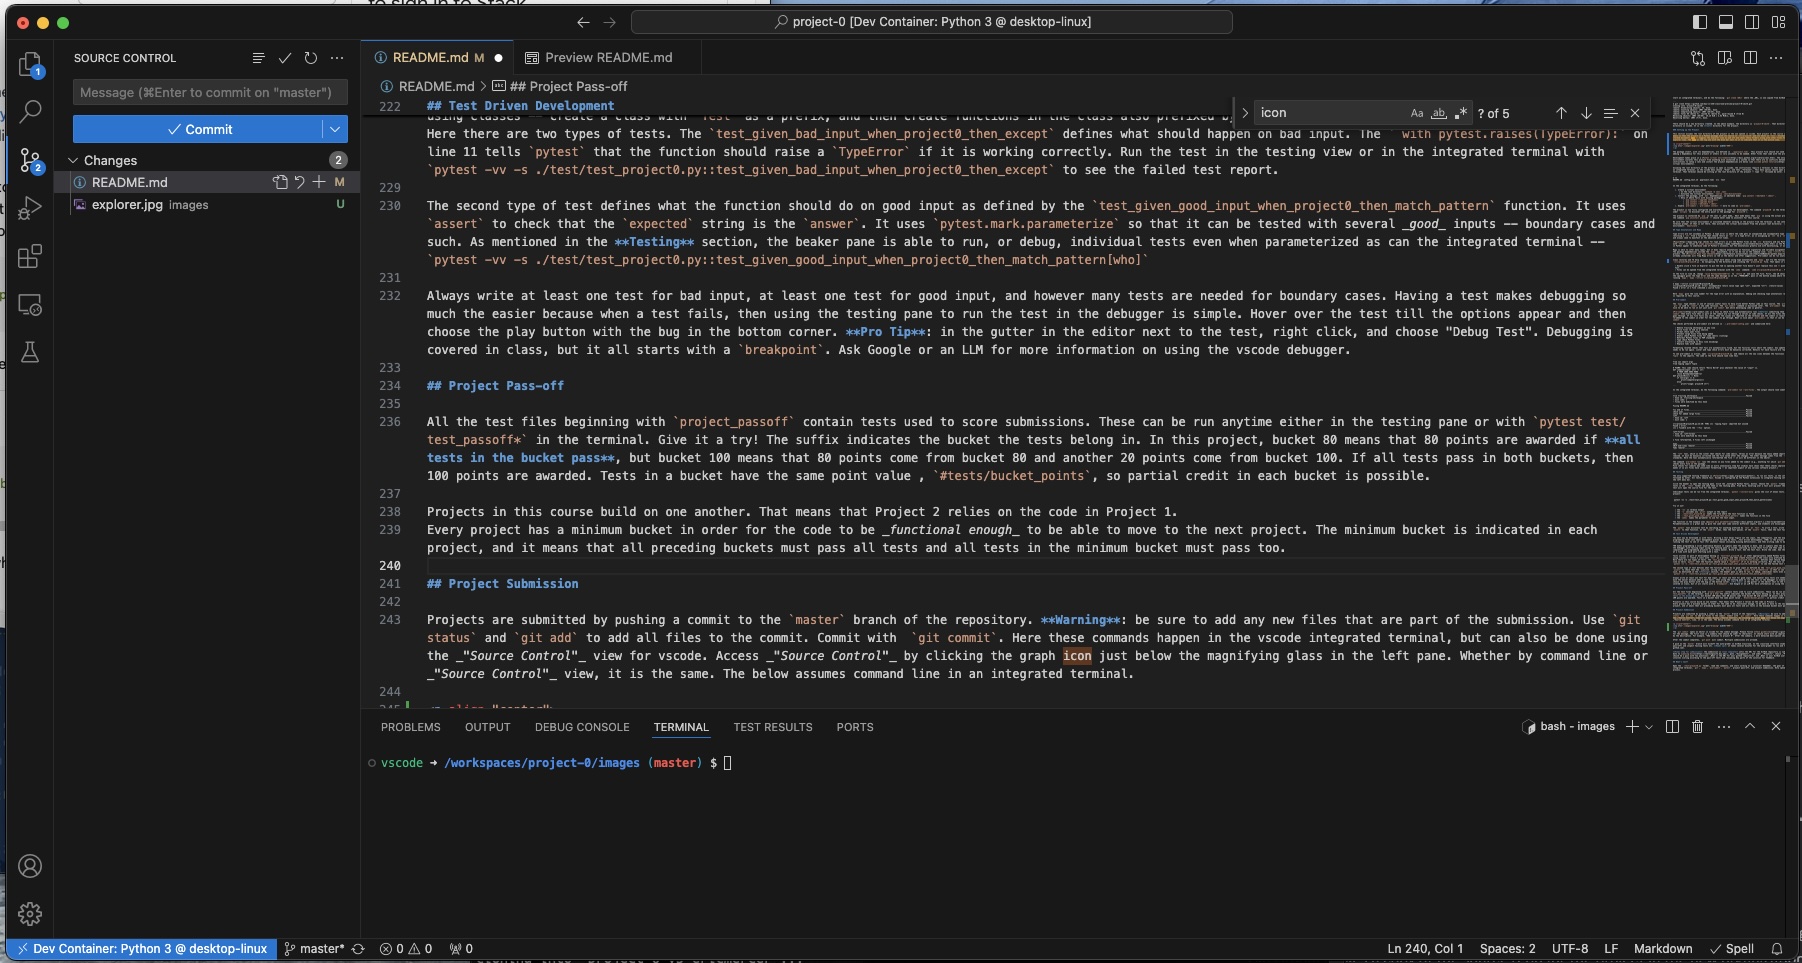 project-0 [Dev Container: Python 3 @ desktop-linux]
SOURCE CONTROL
Message (⌘Enter to commit on "master")
Commit
Changes
2
README.md
M
explorer.jpg images
U
1
2
README.md M
Preview README.md
README.md > ## Project Pass-off
icon
Aa
ab
.*
? of 5
222 ## Test Driven Development
Here there are two types of tests. The `test_given_bad_input_when_project0_then_except` defines what should happen on bad input. The `with pytest.raises(TypeError):` on
line 11 tells `pytest` that the function should raise a `TypeError` if it is working correctly. Run the test in the testing view or in the integrated terminal with
`pytest -vv -s ./test/test_project0.py::test_given_bad_input_when_project0_then_except` to see the failed test report.
229
230 The second type of test defines what the function should do on good input as defined by the `test_given_good_input_when_project0_then_match_pattern` function. It uses
`assert` to check that the `expected` string is the `answer`. It uses `pytest.mark.parameterize` so that it can be tested with several _good_ inputs -- boundary cases and
such. As mentioned in the **Testing** section, the beaker pane is able to run, or debug, individual tests even when parameterized as can the integrated terminal --
`pytest -vv -s ./test/test_project0.py::test_given_good_input_when_project0_then_match_pattern[who]`
231
232 Always write at least one test for bad input, at least one test for good input, and however many tests are needed for boundary cases. Having a test makes debugging so
much the easier because when a test fails, then using the testing pane to run the test in the debugger is simple. Hover over the test till the options appear and then
choose the play button with the bug in the bottom corner. **Pro Tip**: in the gutter in the editor next to the test, right click, and choose "Debug Test". Debugging is
covered in class, but it all starts with a `breakpoint`. Ask Google or an LLM for more information on using the vscode debugger.
233
234 ## Project Pass-off
235
236 All the test files beginning with `project_passoff` contain tests used to score submissions. These can be run anytime either in the testing pane or with `pytest test/
test_passoff*` in the terminal. Give it a try! The suffix indicates the bucket the tests belong in. In this project, bucket 80 means that 80 points are awarded if **all
tests in the bucket pass**, but bucket 100 means that 80 points come from bucket 80 and another 20 points come from bucket 100. If all tests pass in both buckets, then
100 points are awarded. Tests in a bucket have the same point value , `#tests/bucket_points`, so partial credit in each bucket is possible.
237
238 Projects in this course build on one another. That means that Project 2 relies on the code in Project 1.
239 Every project has a minimum bucket in order for the code to be _functional enough_ to be able to move to the next project. The minimum bucket is indicated in each
project, and it means that all preceding buckets must pass all tests and all tests in the minimum bucket must pass too.
240
241 ## Project Submission
242
243 Projects are submitted by pushing a commit to the `master` branch of the repository. **Warning**: be sure to add any new files that are part of the submission. Use `git
status` and `git add` to add all files to the commit. Commit with  `git commit`. Here these commands happen in the vscode integrated terminal, but can also be done using
the _"Source Control"_ view for vscode. Access _"Source Control"_ by clicking the graph icon just below the magnifying glass in the left pane. Whether by command line or
_"Source Control"_ view, it is the same. The below assumes command line in an integrated terminal.
244
PROBLEMS
OUTPUT
DEBUG CONSOLE
TERMINAL
TEST RESULTS
PORTS
bash - images
vscode ➜ /workspaces/project-0/images (master) $
Dev Container: Python 3 @ desktop-linux
master*
0
0
0
Ln 240, Col 1
Spaces: 2
UTF-8
LF
Markdown
Spell